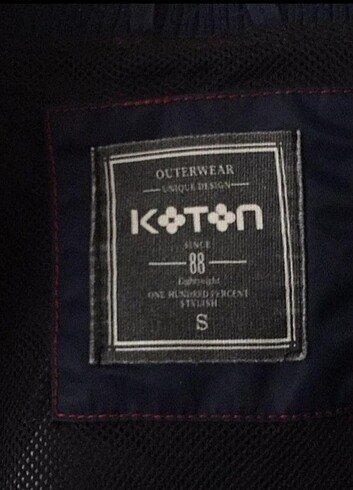 OUTERWEAR
UNIQUE DESIGN
KOTON
SINCE
88
Lightweight
ONE HUNDRED PERCENT
STYLISH
S